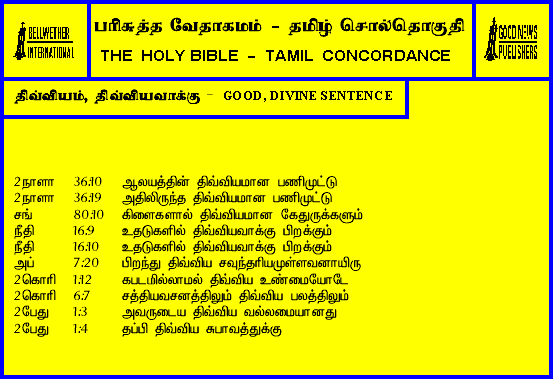 BELLWETHER
INTERNATIONAL
பரிசுத்த வேதாகமம் - தமிழ் சொல்தொகுதி
THE HOLY BIBLE - TAMIL CONCORDANCE
GOOD NEWS
PUBLISHERS
திவ்வியம், திவ்வியவாக்கு - GOOD, DIVINE SENTENCE
2நாளா 36:10 ஆலயத்தின் திவ்வியமான பணிமுட்டு
2நாளா 36:19 அதிலிருந்த திவ்வியமான பணிமுட்டு
சங் 80:10 கிளைகளால் திவ்வியமான கேதுருக்களும்
நீதி 16:9 உதடுகளில் திவ்வியவாக்கு பிறக்கும்
நீதி 16:10 உதடுகளில் திவ்வியவாக்கு பிறக்கும்
அப் 7:20 பிறந்து திவ்விய சவுந்தரியமுள்ளவனாயிரு
2கொரி 1:12 கபடமில்லாமல் திவ்விய உண்மையோடே
2கொரி 6:7 சத்தியவசனத்திலும் திவ்விய பலத்திலும்
2பேது 1:3 அவருடைய திவ்விய வல்லமையானது
2பேது 1:4 தப்பி திவ்விய சுபாவத்துக்கு